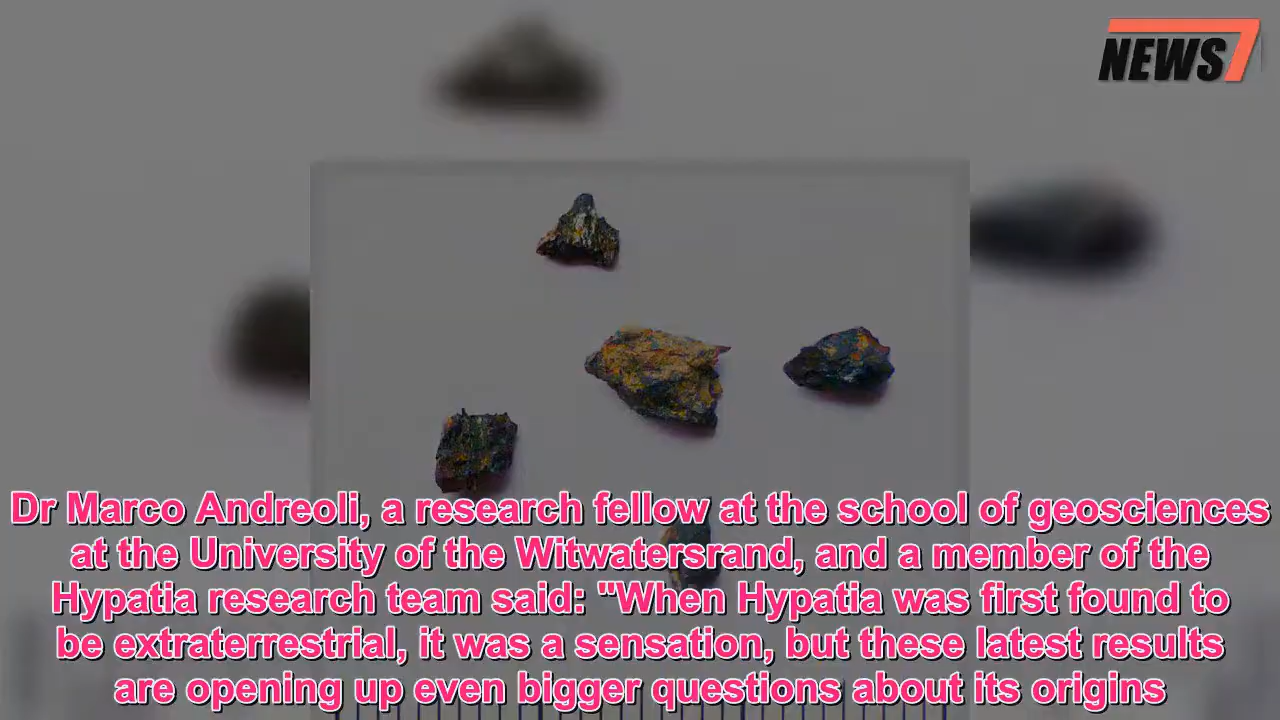 NEWS7
Dr Marco Andreoli, a research fellow at the school of geosciences
at the University of the Witwatersrand, and a member of the
Hypatia research team said: "When Hypatia was first found to
be extraterrestrial, it was a sensation, but these latest results
are opening up even bigger questions about its origins